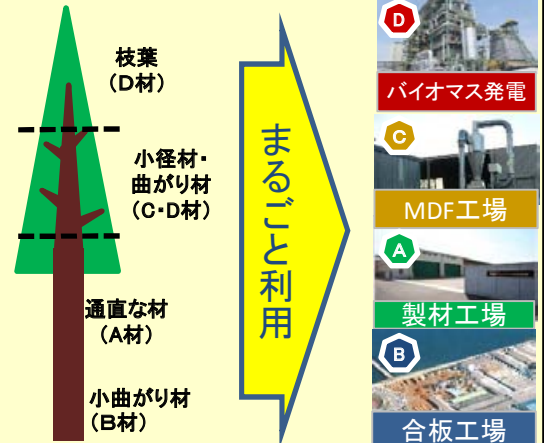 枝葉
(D材)
小径材・
曲がり材
(C・D材)
通直な材
(A材)
小曲がり材
(B材)
まるごと利用
D
バイオマス発電
C
MDF工場
A
製材工場
B
合板工場